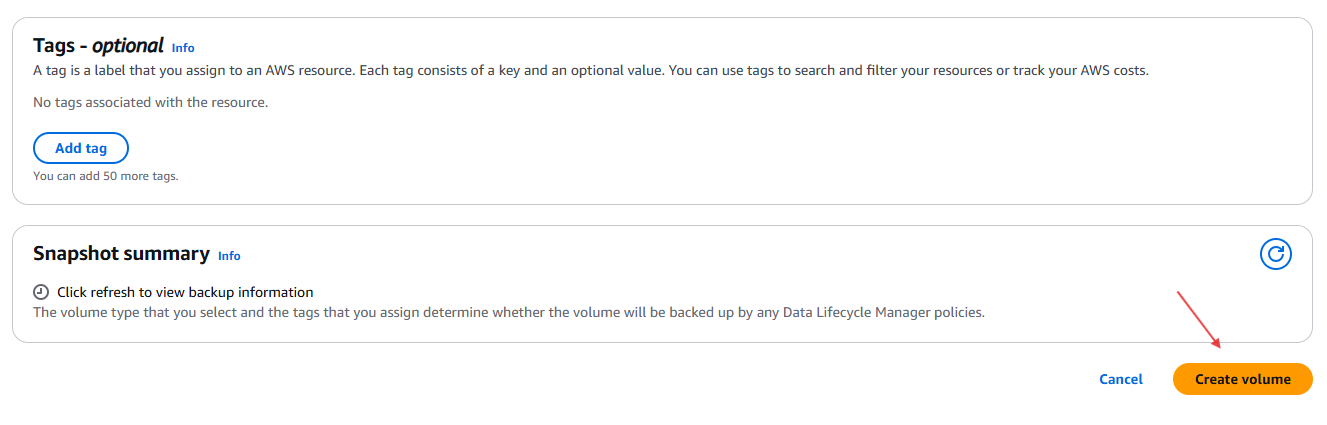 Tags - optional Info
A tag is a label that you assign to an AWS resource. Each tag consists of a key and an optional value. You can use tags to search and filter your resources or track your AWS costs.
No tags associated with the resource.
Add tag
You can add 50 more tags.
Snapshot summary Info
Click refresh to view backup information
The volume type that you select and the tags that you assign determine whether the volume will be backed up by any Data Lifecycle Manager policies.
Cancel Create volume